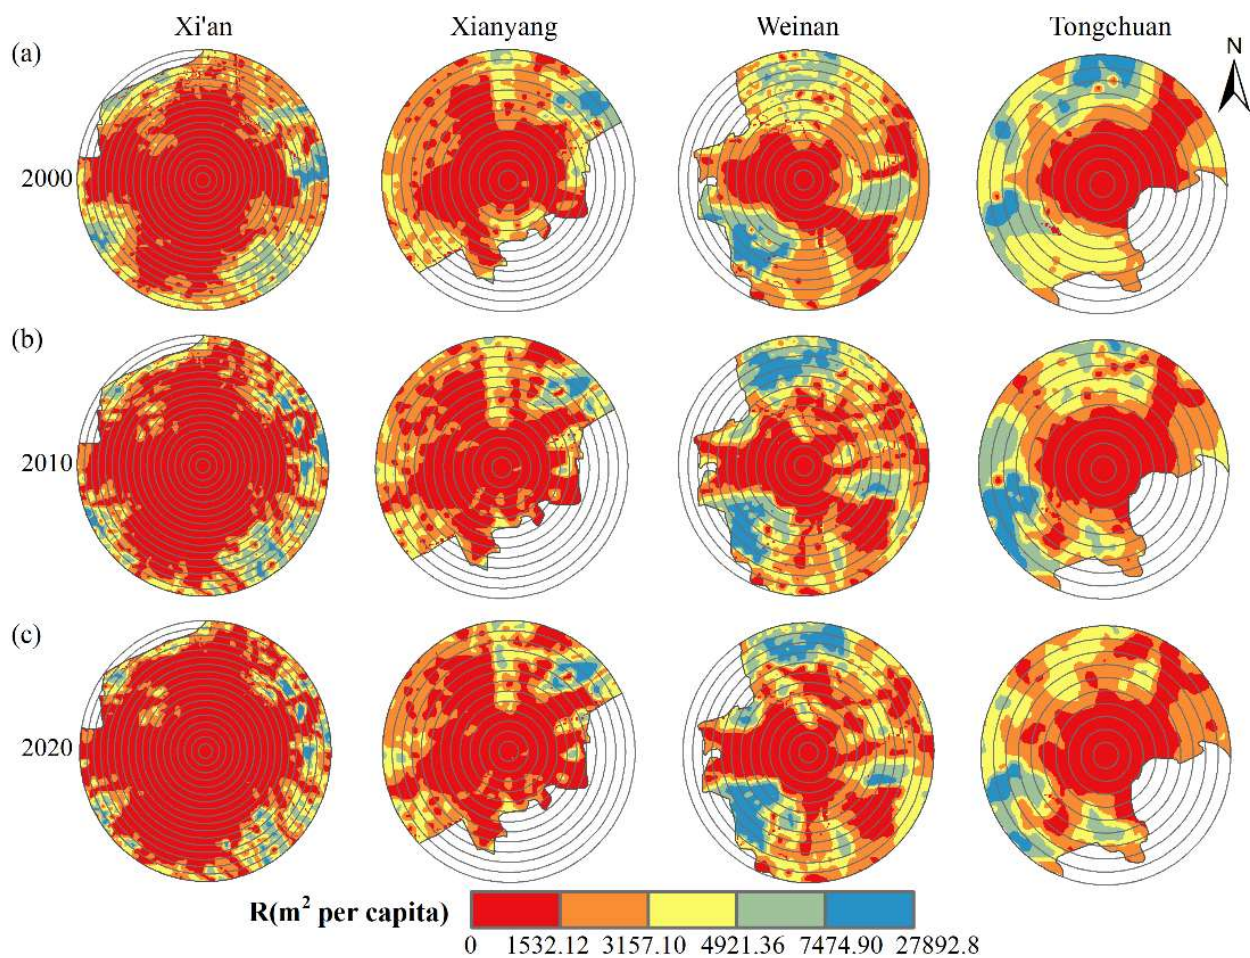 Xi'an Xianyang Weinan Tongchuan
(a)
N
2000
(b)
2010
(c)
2020
R(m² per capita)
0 1532.12 3157.10 4921.36 7474.90 27892.8